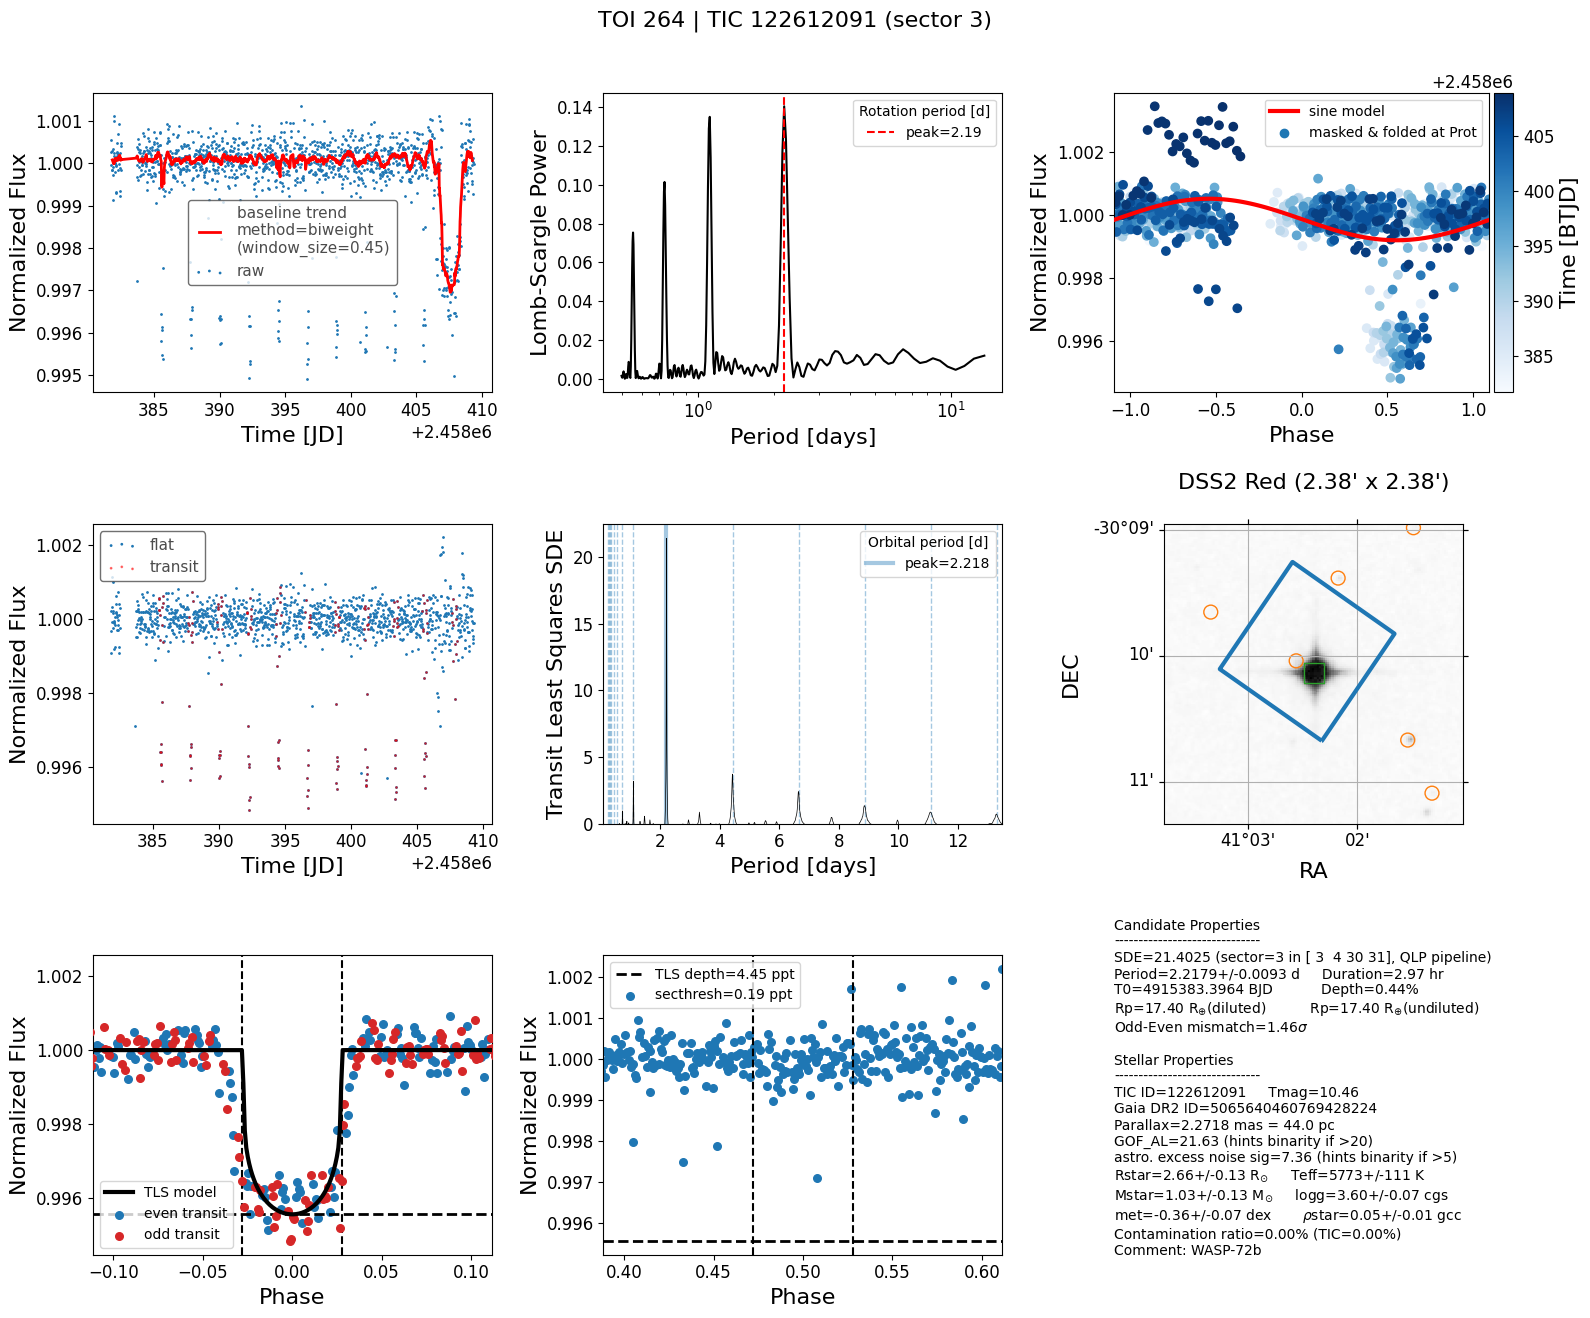 TOI 264 | TIC 122612091 (sector 3)
Normalized Flux
1.001
1.000
0.999
0.998
0.997
0.996
0.995
baseline trend
method=biweight
(window_size=0.45)
raw
385 390 395 400 405 410
Time [JD]
+2.458e6
Lomb-Scargle Power
0.14
0.12
0.10
0.08
0.06
0.04
0.02
0.00
Rotation period [d]
peak=2.19
10^0 10^1
Period [days]
+2.458e6
Normalized Flux
1.002
1.000
0.998
0.996
sine model
masked & folded at Prot
−1.0 −0.5 0.0 0.5 1.0
Phase
405
400
395
390
385
Time [BTJD]
Normalized Flux
1.002
1.000
0.998
0.996
flat
transit
385 390 395 400 405 410
Time [JD]
+2.458e6
Transit Least Squares SDE
20
15
10
5
0
Orbital period [d]
peak=2.218
2 4 6 8 10 12
Period [days]
DSS2 Red (2.38' x 2.38')
DEC
-30°09'
10'
11'
41°03' 02'
RA
Normalized Flux
1.002
1.000
0.998
0.996
TLS model
even transit
odd transit
−0.10 −0.05 0.00 0.05 0.10
Phase
Normalized Flux
1.002
1.001
1.000
0.999
0.998
0.997
0.996
TLS depth=4.45 ppt
secthresh=0.19 ppt
0.40 0.45 0.50 0.55 0.60
Phase
Candidate Properties
------------------------------
SDE=21.4025 (sector=3 in [ 3  4 30 31], QLP pipeline)
Period=2.2179+/-0.0093 d     Duration=2.97 hr
T0=4915383.3964 BJD     Depth=0.44%
Rp=17.40 R⊕(diluted)     Rp=17.40 R⊕(undiluted)
Odd-Even mismatch=1.46σ
Stellar Properties
------------------------------
TIC ID=122612091     Tmag=10.46
Gaia DR2 ID=5065640460769428224
Parallax=2.2718 mas = 44.0 pc
GOF_AL=21.63 (hints binarity if >20)
astro. excess noise sig=7.36 (hints binarity if >5)
Rstar=2.66+/-0.13 R⊙     Teff=5773+/-111 K
Mstar=1.03+/-0.13 M⊙     logg=3.60+/-0.07 cgs
met=-0.36+/-0.07 dex     ρstar=0.05+/-0.01 gcc
Contamination ratio=0.00% (TIC=0.00%)
Comment: WASP-72b